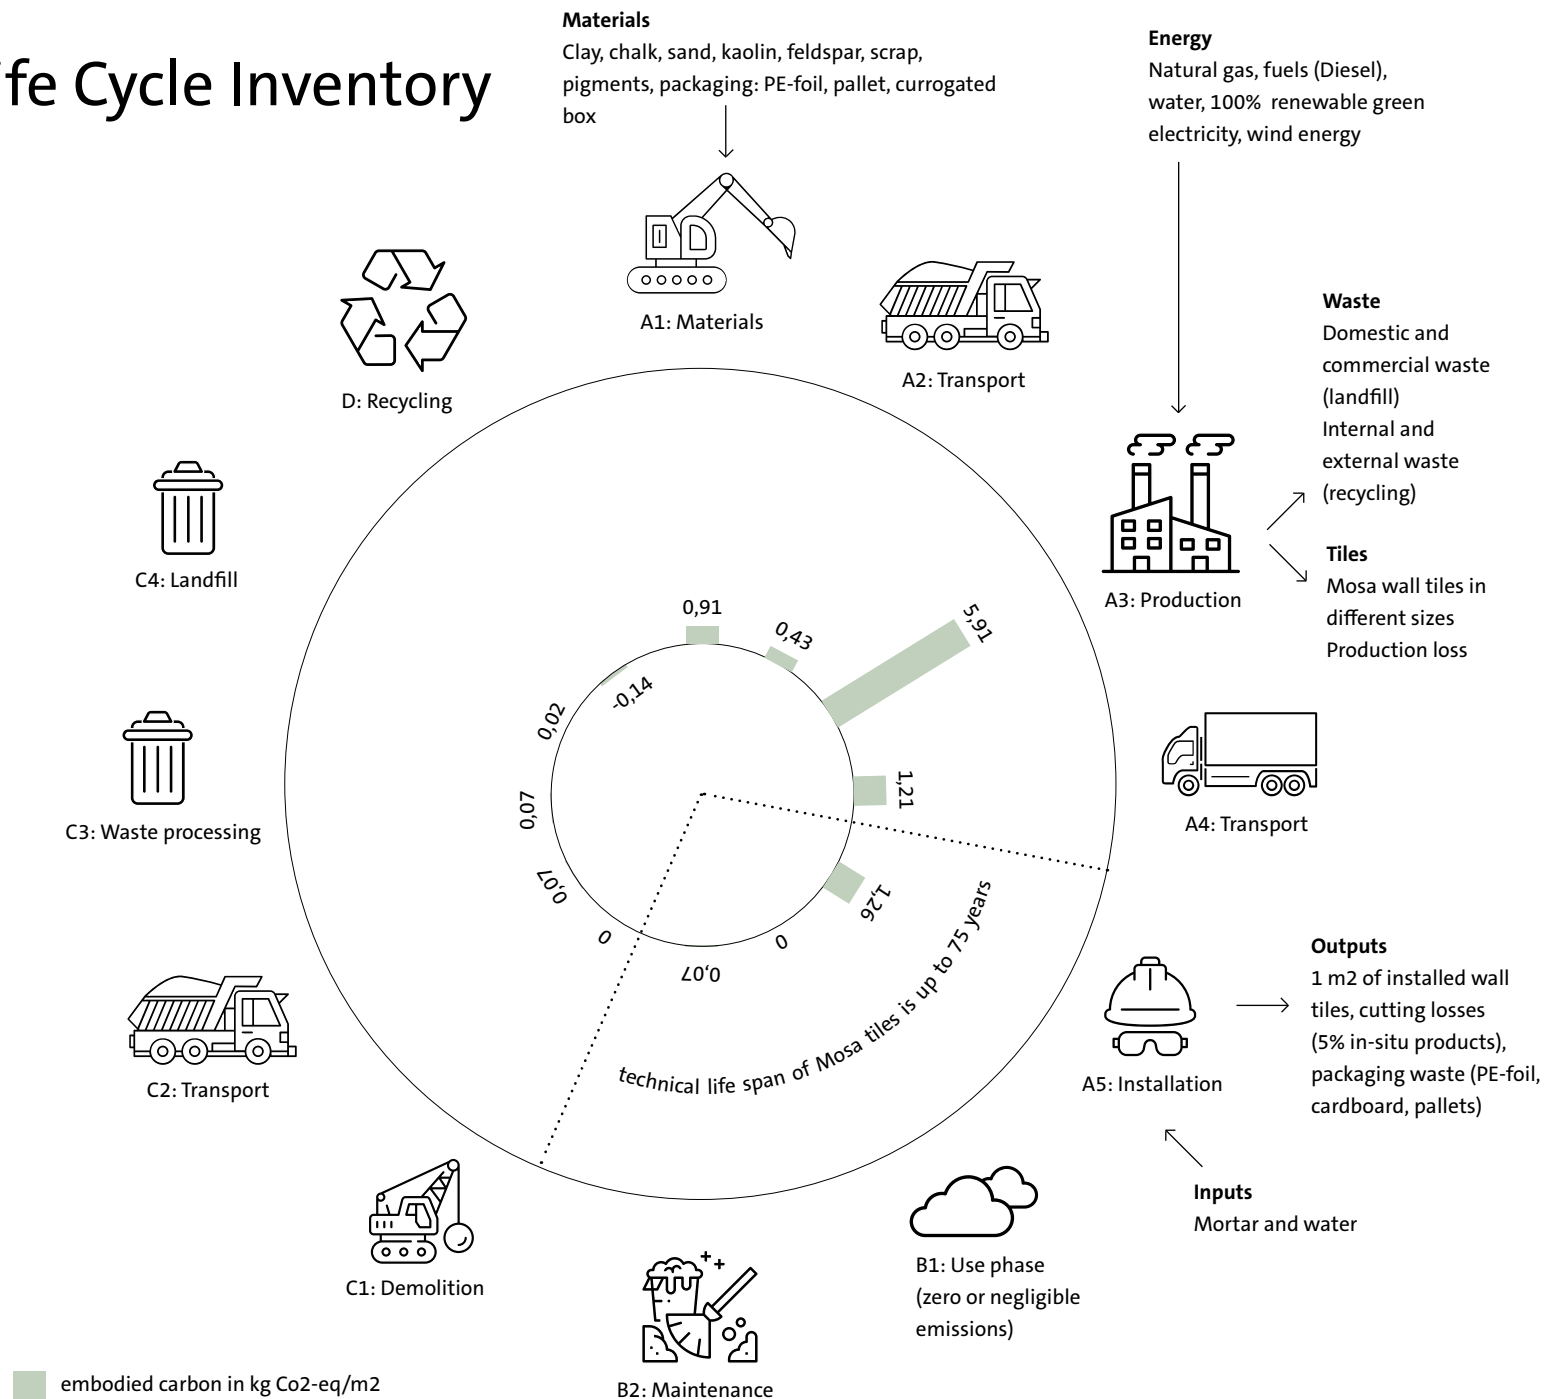 fe Cycle Inventory
Materials
Clay, chalk, sand, kaolin, feldspar, scrap,
pigments, packaging: PE-foil, pallet, currogated
box
Energy
Natural gas, fuels (Diesel),
water, 100% renewable green
electricity, wind energy
A1: Materials
A2: Transport
D: Recycling
Waste
Domestic and
commercial waste
(landfill)
Internal and
external waste
(recycling)
Tiles
Mosa wall tiles in
different sizes
Production loss
A3: Production
C4: Landfill
0,91
0,43
5,91
-0,14
0,02
1,21
0,07
A4: Transport
C3: Waste processing
0,07
1,26
0
0,07
0
technical life span of Mosa tiles is up to 75 years
Outputs
1 m2 of installed wall
tiles, cutting losses
(5% in-situ products),
packaging waste (PE-foil,
cardboard, pallets)
A5: Installation
C2: Transport
Inputs
Mortar and water
C1: Demolition
B1: Use phase
(zero or negligible
emissions)
B2: Maintenance
embodied carbon in kg Co2-eq/m2